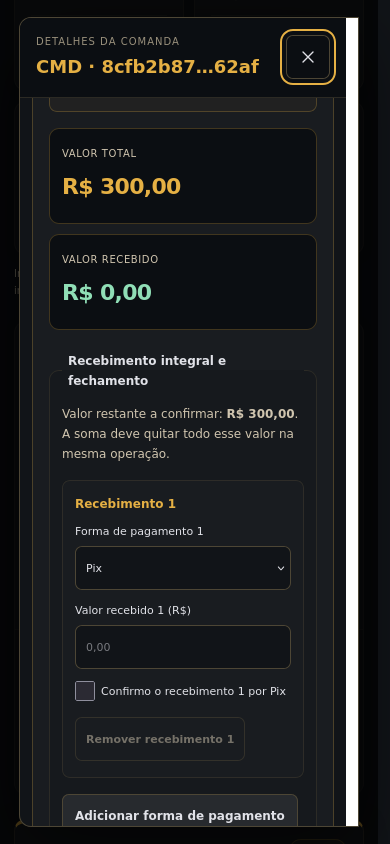 DETALHES DA COMANDA
CMD · 8cfb2b87…62af
VALOR TOTAL
R$ 300,00
VALOR RECEBIDO
R$ 0,00
Recebimento integral e
fechamento
Valor restante a confirmar: R$ 300,00.
A soma deve quitar todo esse valor na
mesma operação.
Recebimento 1
Forma de pagamento 1
Pix
Valor recebido 1 (R$)
0,00
Confirmo o recebimento 1 por Pix
Remover recebimento 1
Adicionar forma de pagamento